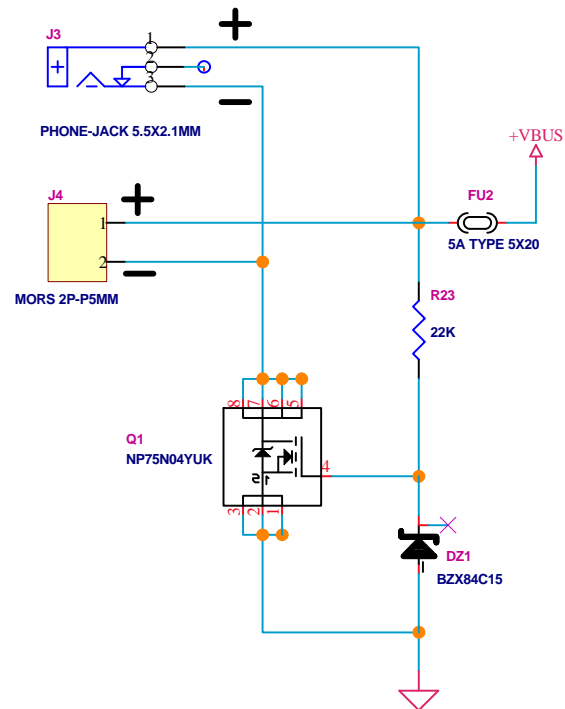 J3
+
1
2
3
−
PHONE-JACK 5.5X2.1MM
+VBUS
J4
+
1
2
−
MORS 2P-P5MM
FU2
5A TYPE 5X20
R23
22K
8 7 6 5
Q1
NP75N04YUK
4
3 2 1
DZ1
BZX84C15